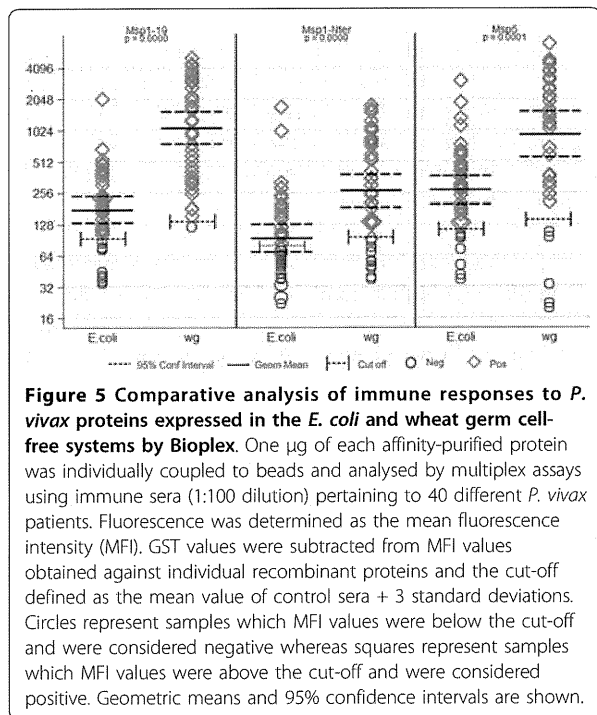 Msp1-19
p = 0.0000
Msp1-Nter
p = 0.0000
Msp5
p = 0.0001
4096
2048
1024
512
256
128
64
32
16
E.coli
wg
E.coli
wg
E.coli
wg
95% Conf Interval
Geom Mean
Cut off
Neg
Pos
Figure 5 Comparative analysis of immune responses to P.
vivax proteins expressed in the E. coli and wheat germ cell-
free systems by Bioplex. One µg of each affinity-purified protein
was individually coupled to beads and analysed by multiplex assays
using immune sera (1:100 dilution) pertaining to 40 different P. vivax
patients. Fluorescence was determined as the mean fluorescence
intensity (MFI). GST values were subtracted from MFI values
obtained against individual recombinant proteins and the cut-off
defined as the mean value of control sera + 3 standard deviations.
Circles represent samples which MFI values were below the cut-off
and were considered negative whereas squares represent samples
which MFI values were above the cut-off and were considered
positive. Geometric means and 95% confidence intervals are shown.